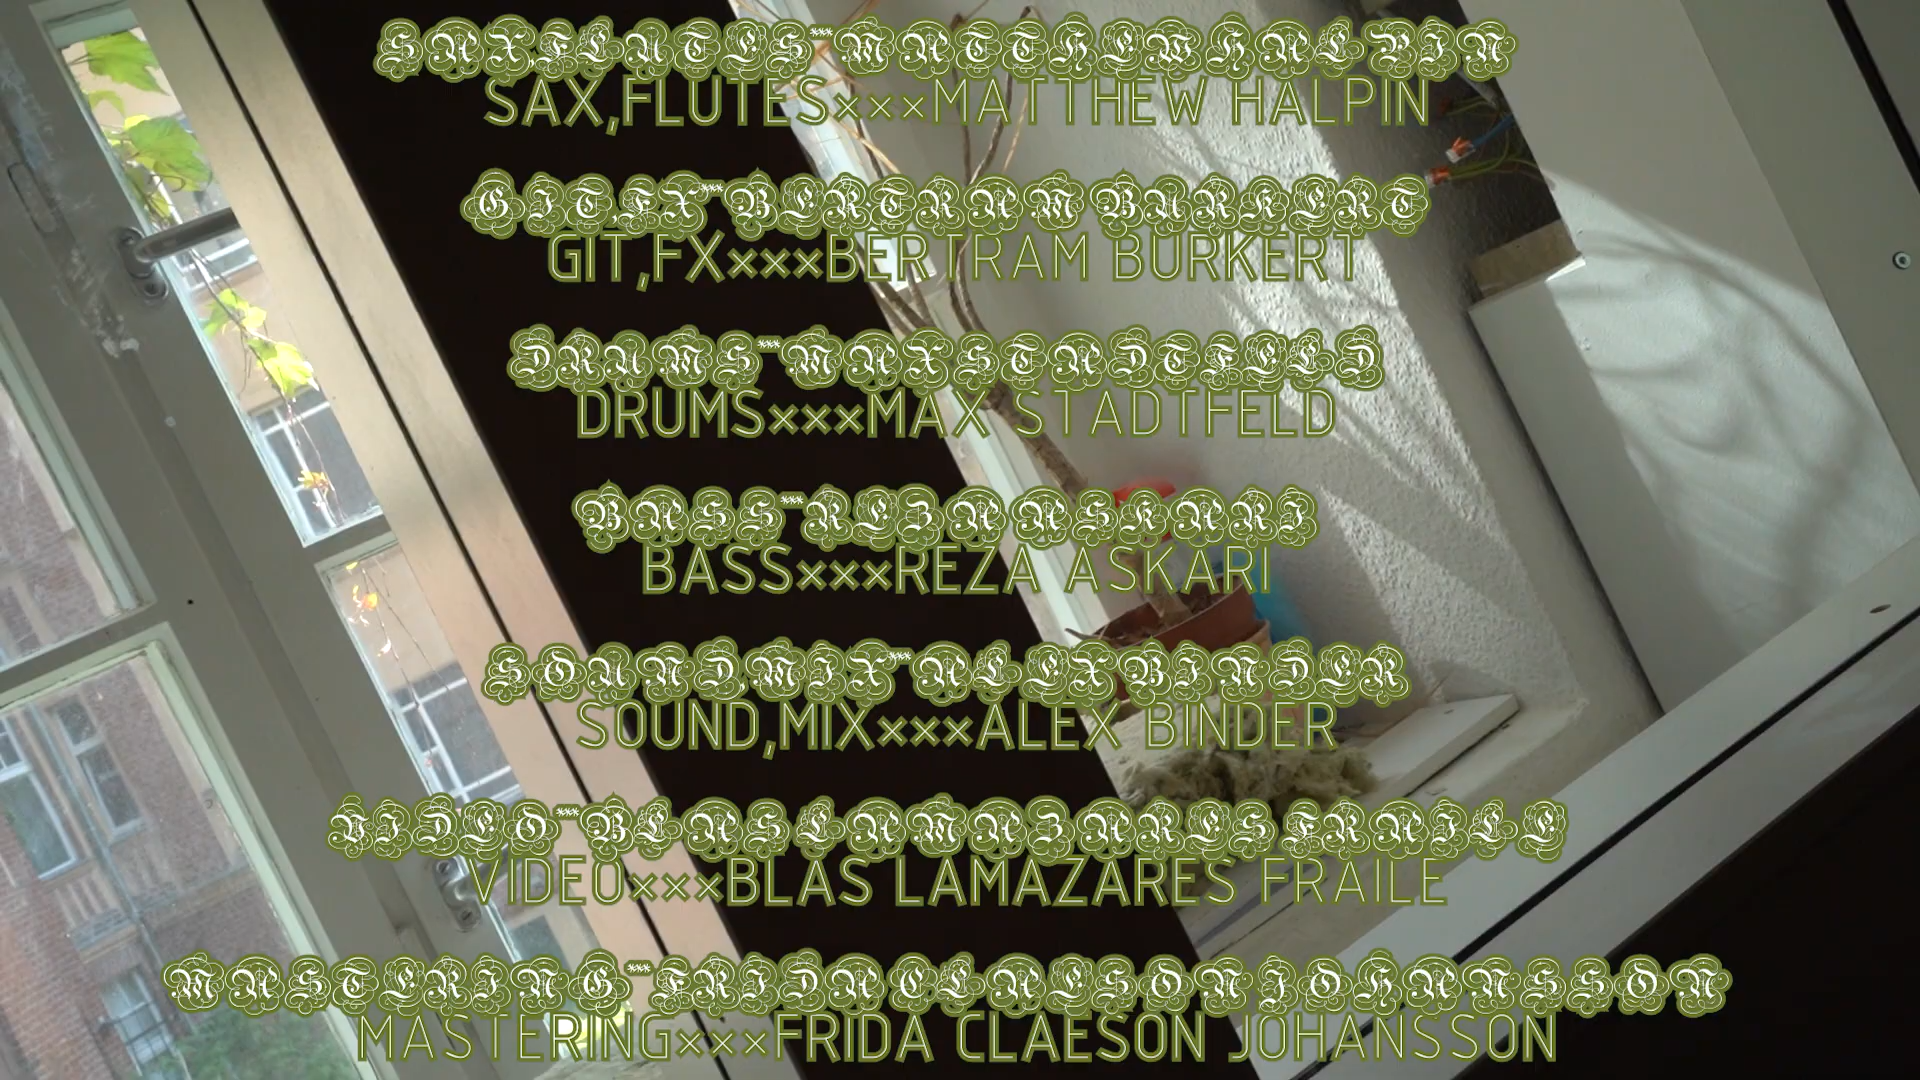 SAX,FLUTES***MATTHEW HALPIN
SAX,FLUTES×××MATTHEW HALPIN
GIT,FX***BERTRAM BURKERT
GIT,FX×××BERTRAM BURKERT
DRUMS***MAX STADTFELD
DRUMS×××MAX STADTFELD
BASS***REZA ASKARI
BASS×××REZA ASKARI
SOUND,MIX***ALEX BINDER
SOUND,MIX×××ALEX BINDER
VIDEO***BLAS LAMAZARES FRAILE
VIDEO×××BLAS LAMAZARES FRAILE
MASTERING***FRIDA CLAESON JOHANSSON
MASTERING×××FRIDA CLAESON JOHANSSON